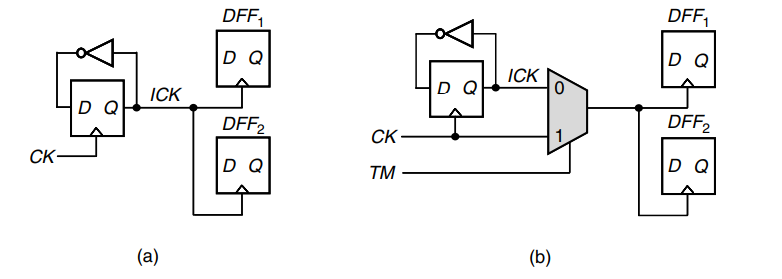 DFF1
D Q
ICK
D Q
DFF2
D Q
CK
(a)
DFF1
D Q
ICK
0
D Q
DFF2
CK
1
D Q
TM
(b)